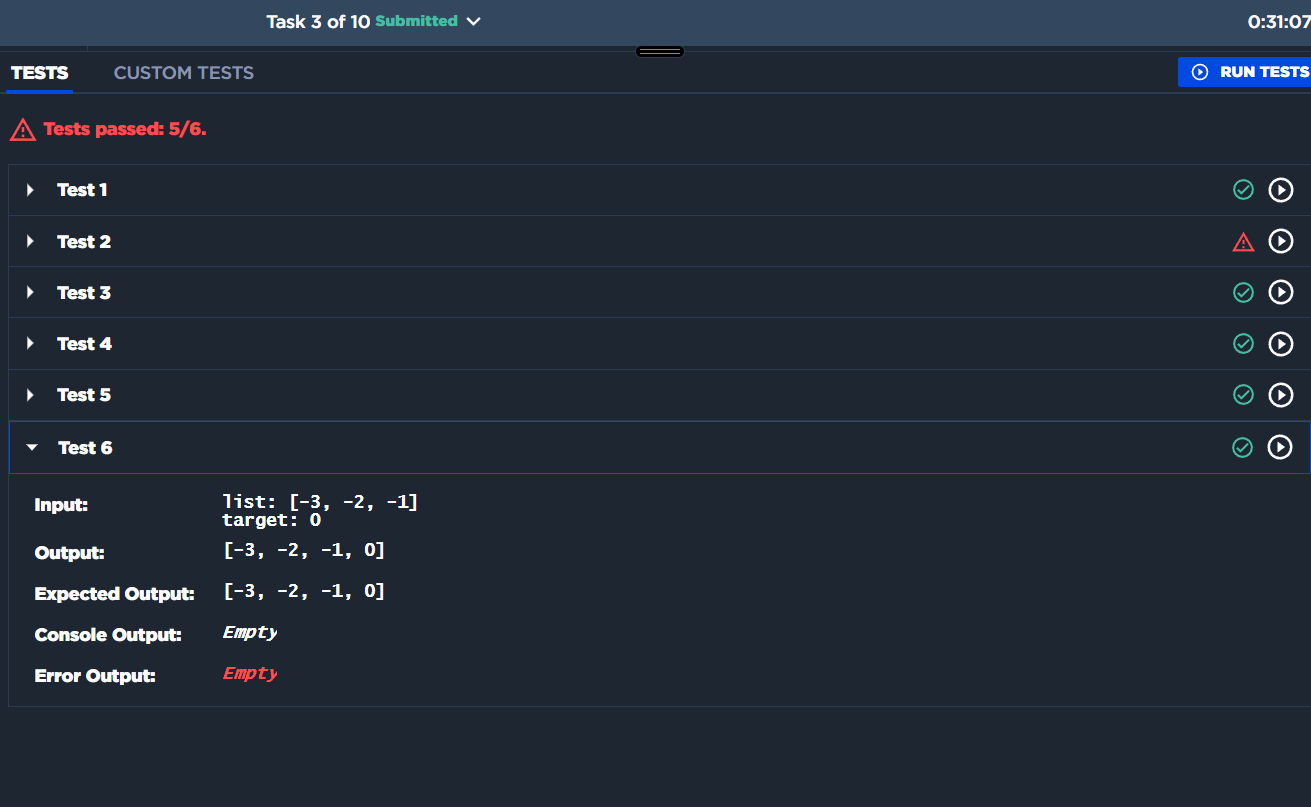 Task 3 of 10 Submitted
0:31:07
TESTS CUSTOM TESTS
RUN TESTS
Tests passed: 5/6.
Test 1
Test 2
Test 3
Test 4
Test 5
Test 6
Input: list: [-3, -2, -1]
target: 0
Output: [-3, -2, -1, 0]
Expected Output: [-3, -2, -1, 0]
Console Output: Empty
Error Output: Empty